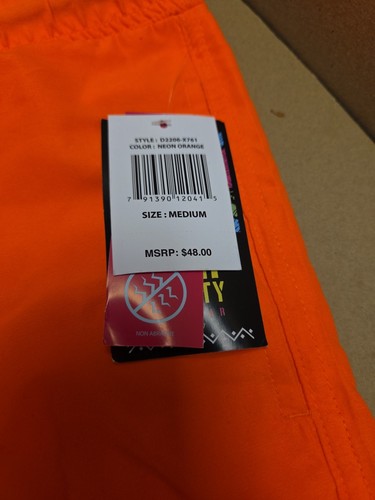 STYLE : D3206-X761
COLOR : NEON ORANGE
7 91390 12041 5
SIZE : MEDIUM
MSRP: $48.00
TY